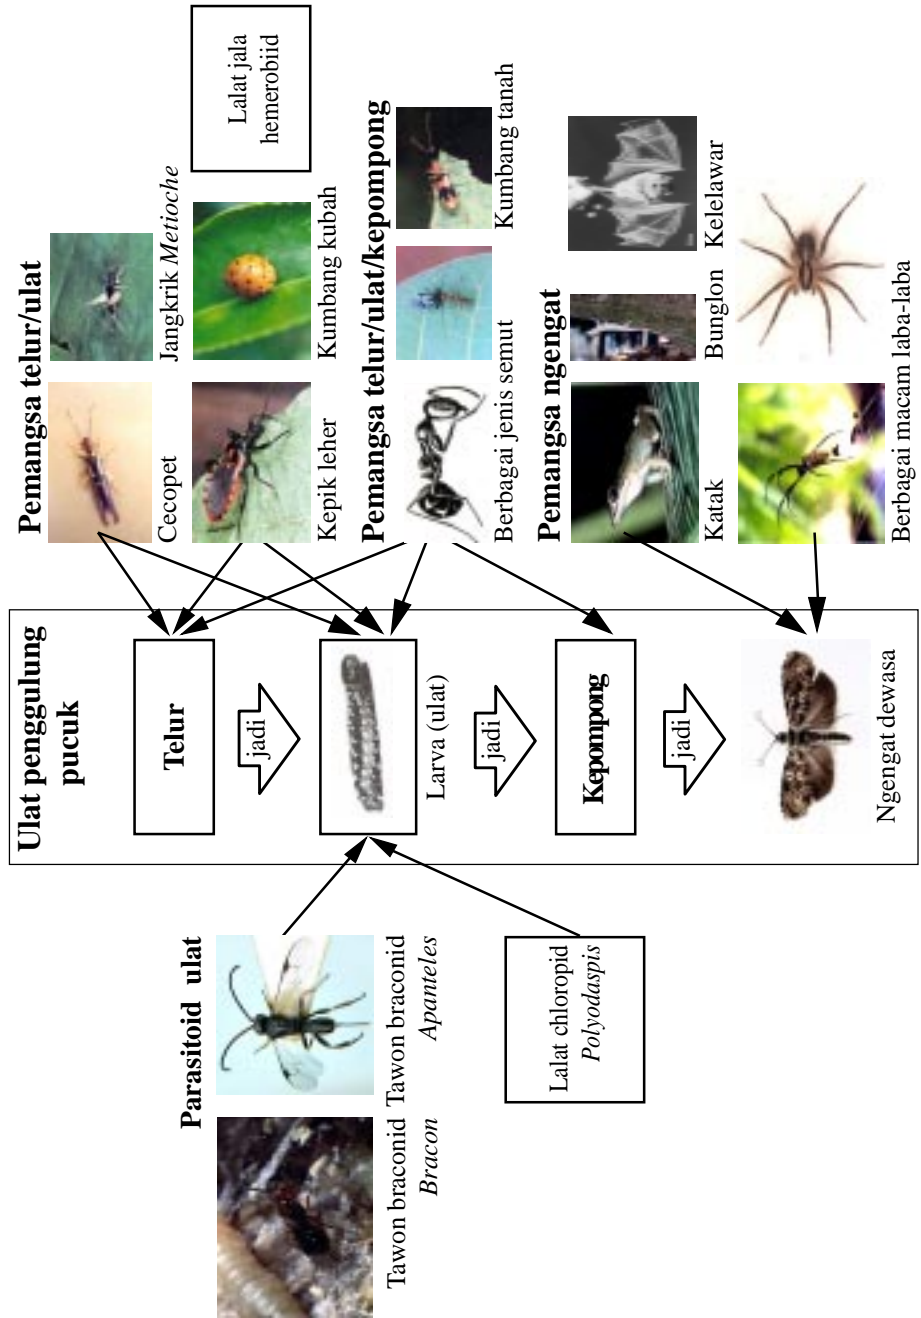 Ulat penggulung
pucuk
Telur
jadi
Larva (ulat)
jadi
Kepompong
jadi
Ngengat dewasa
Parasitoid ulat
Tawon braconid
Bracon
Tawon braconid
Apanteles
Lalat chloropid
Polyodaspis
Pemangsa telur/ulat
Cecopet
Jangkrik Metioche
Kepik leher
Kumbang kubah
Lalat jala
hemerobiid
Pemangsa telur/ulat/kepompong
Berbagai jenis semut
Kumbang tanah
Pemangsa ngengat
Katak
Bunglon
Kelelawar
Berbagai macam laba-laba